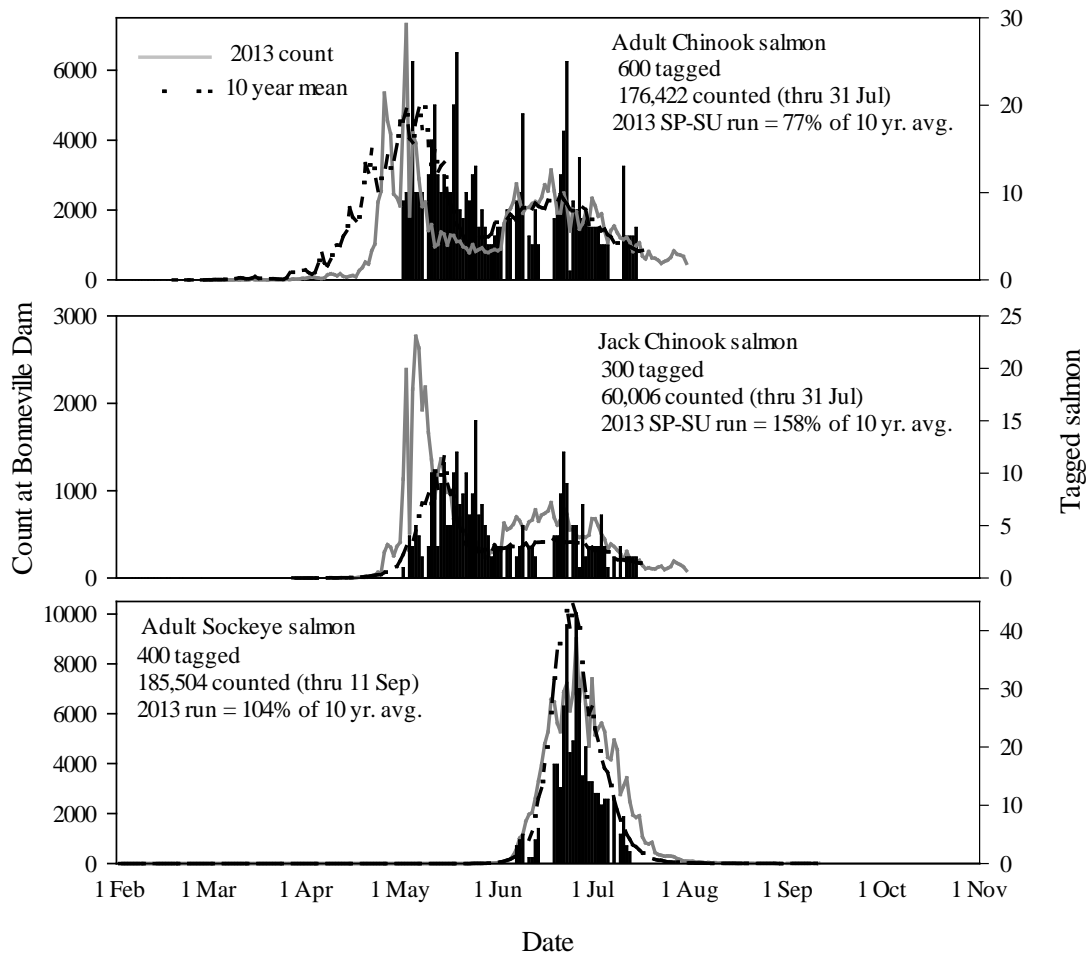 2013 count
10 year mean
Adult Chinook salmon
600 tagged
176,422 counted (thru 31 Jul)
2013 SP-SU run = 77% of 10 yr. avg.
6000
4000
2000
0
30
20
10
0
Jack Chinook salmon
300 tagged
60,006 counted (thru 31 Jul)
2013 SP-SU run = 158% of 10 yr. avg.
3000
2000
1000
0
25
20
15
10
5
0
Count at Bonneville Dam
Tagged salmon
Adult Sockeye salmon
400 tagged
185,504 counted (thru 11 Sep)
2013 run = 104% of 10 yr. avg.
10000
8000
6000
4000
2000
0
40
30
20
10
0
1 Feb 1 Mar 1 Apr 1 May 1 Jun 1 Jul 1 Aug 1 Sep 1 Oct 1 Nov
Date